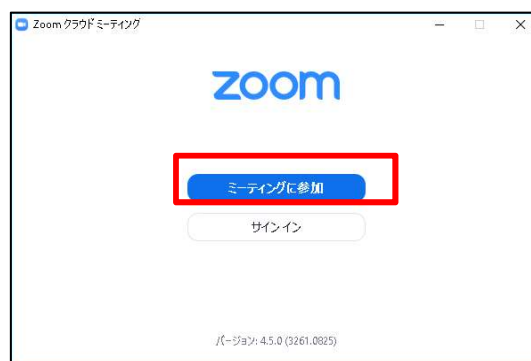 Zoom クラウド ミーティング
zoom
ミーティングに参加
サインイン
バージョン: 4.5.0 (3261.0825)